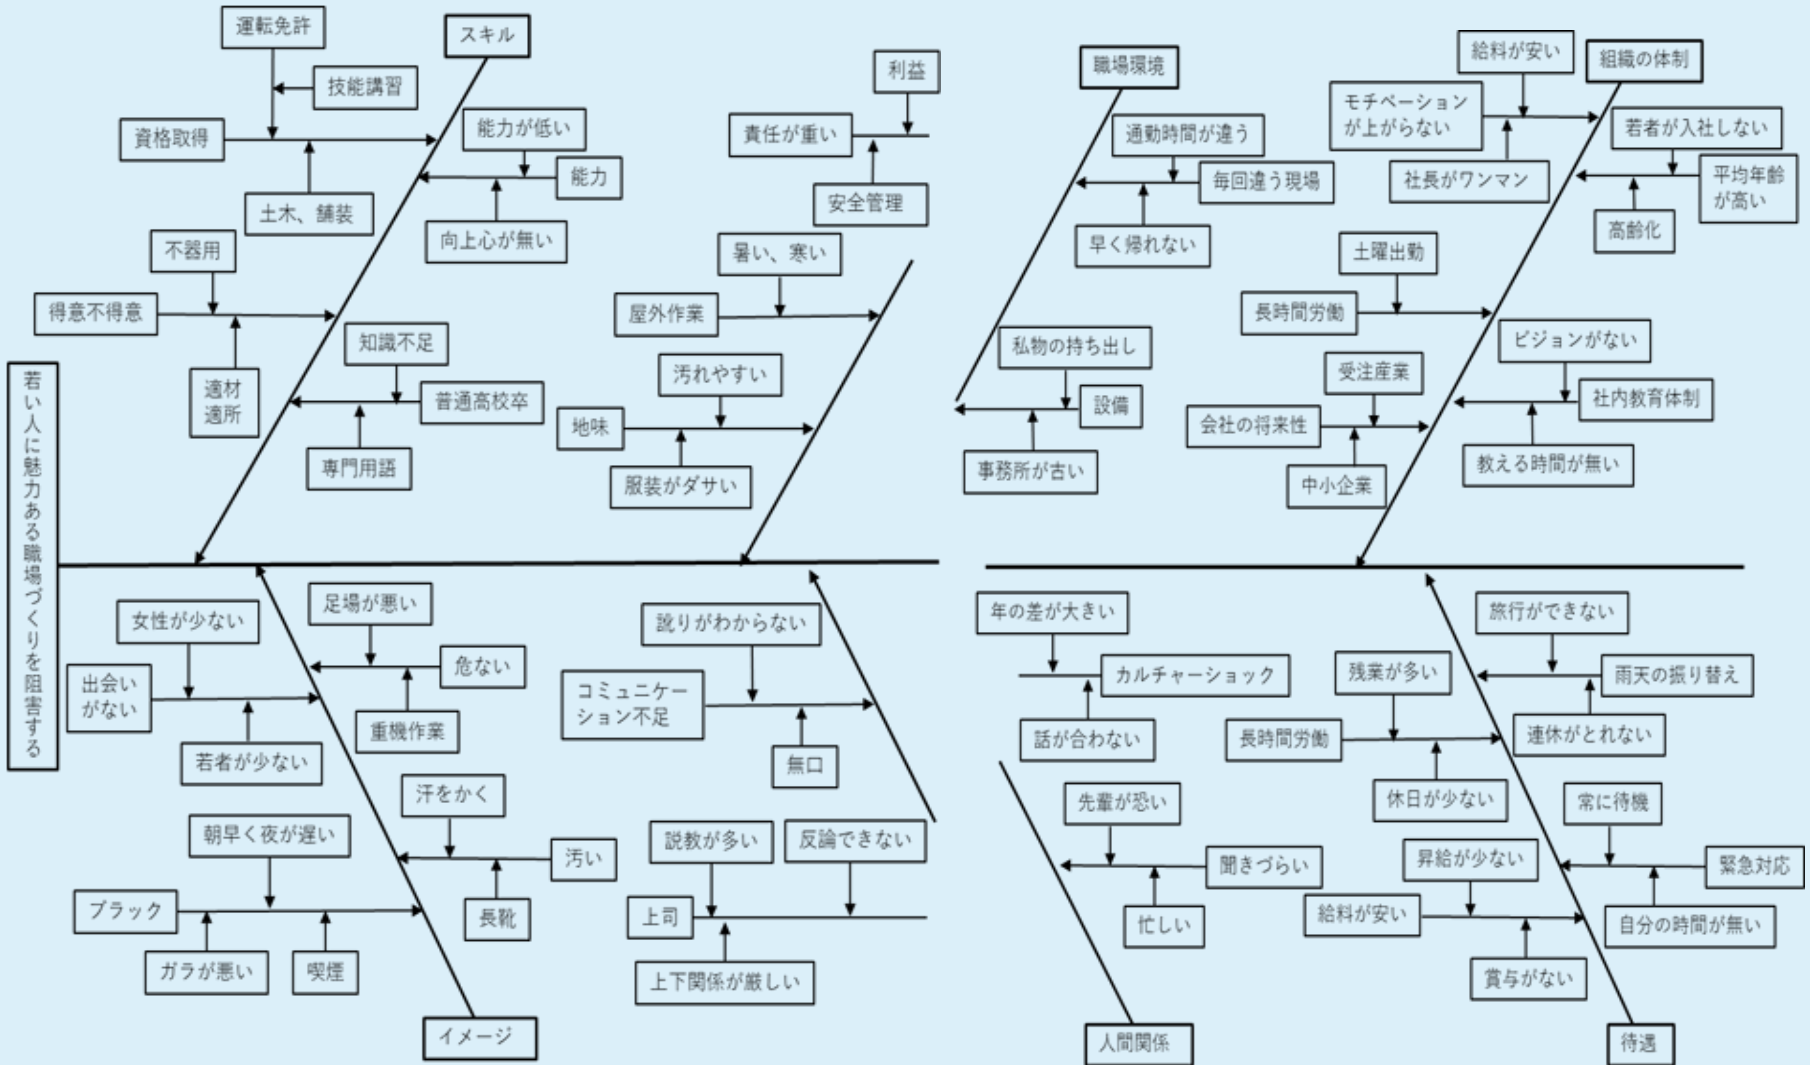 運転免許
スキル
技能講習
資格取得
能力が低い
能力
土木、舗装
向上心が無い
不器用
得意不得意
知識不足
適材
適所
普通高校卒
専門用語
利益
責任が重い
安全管理
暑い、寒い
屋外作業
汚れやすい
地味
服装がダサい
職場環境
通勤時間が違う
毎回違う現場
早く帰れない
私物の持ち出し
設備
事務所が古い
給料が安い
組織の体制
モチベーション
が上がらない
若者が入社しない
社長がワンマン
平均年齢
が高い
高齢化
土曜出勤
長時間労働
ビジョンがない
受注産業
社内教育体制
会社の将来性
教える時間が無い
中小企業
若い人に魅力ある職場づくりを阻害する
足場が悪い
女性が少ない
危ない
出会い
がない
重機作業
若者が少ない
汗をかく
朝早く夜が遅い
汚い
ブラック
長靴
ガラが悪い
喫煙
イメージ
訛りがわからない
コミュニケー
ション不足
無口
説教が多い
反論できない
上司
上下関係が厳しい
年の差が大きい
カルチャーショック
話が合わない
先輩が恐い
聞きづらい
忙しい
人間関係
旅行ができない
残業が多い
雨天の振り替え
長時間労働
連休がとれない
休日が少ない
常に待機
昇給が少ない
緊急対応
給料が安い
自分の時間が無い
賞与がない
待遇